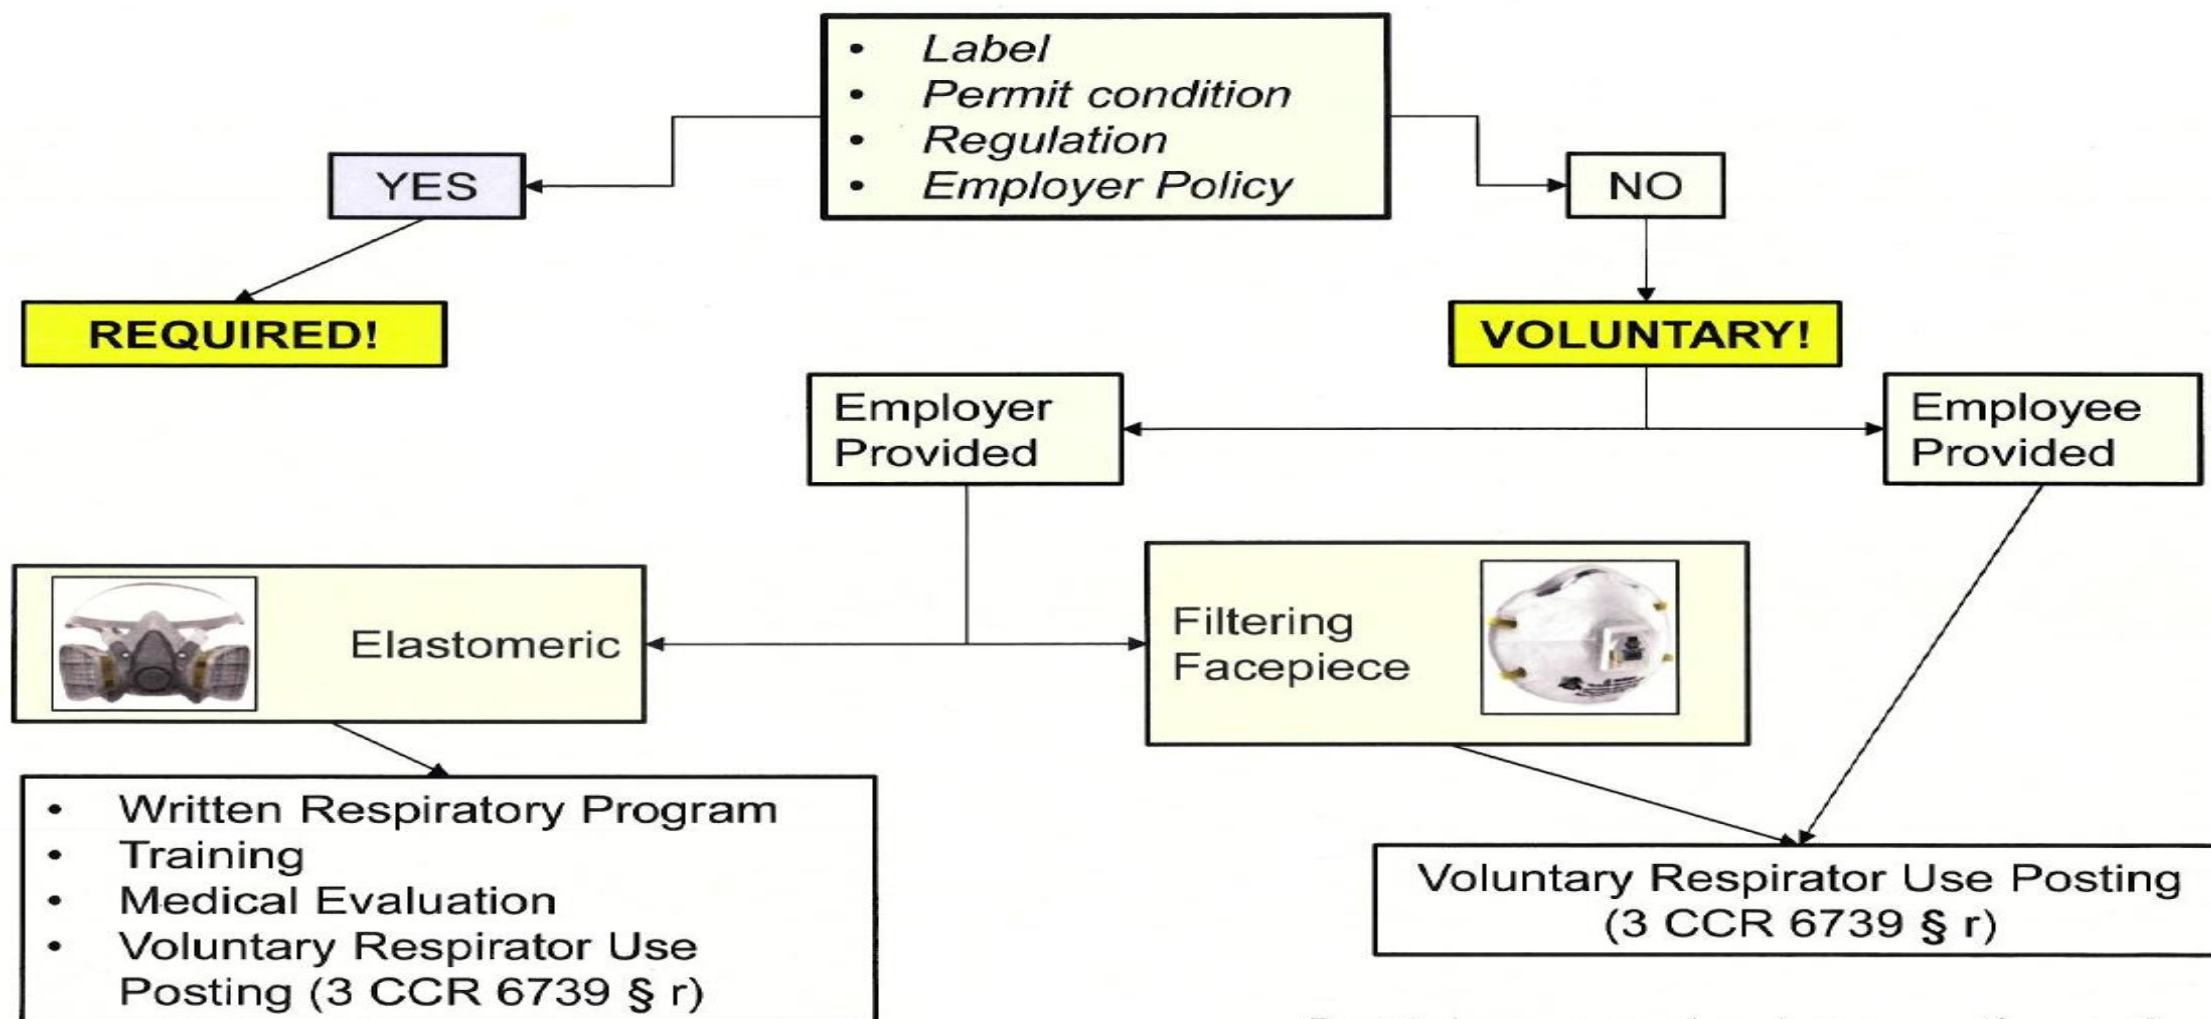 • Label
• Permit condition
• Regulation
• Employer Policy
YES
NO
REQUIRED!
VOLUNTARY!
Employer
Provided
Employee
Provided
Elastomeric
Filtering
Facepiece
• Written Respiratory Program
• Training
• Medical Evaluation
• Voluntary Respirator Use
Posting (3 CCR 6739 § r)
Voluntary Respirator Use Posting
(3 CCR 6739 § r)